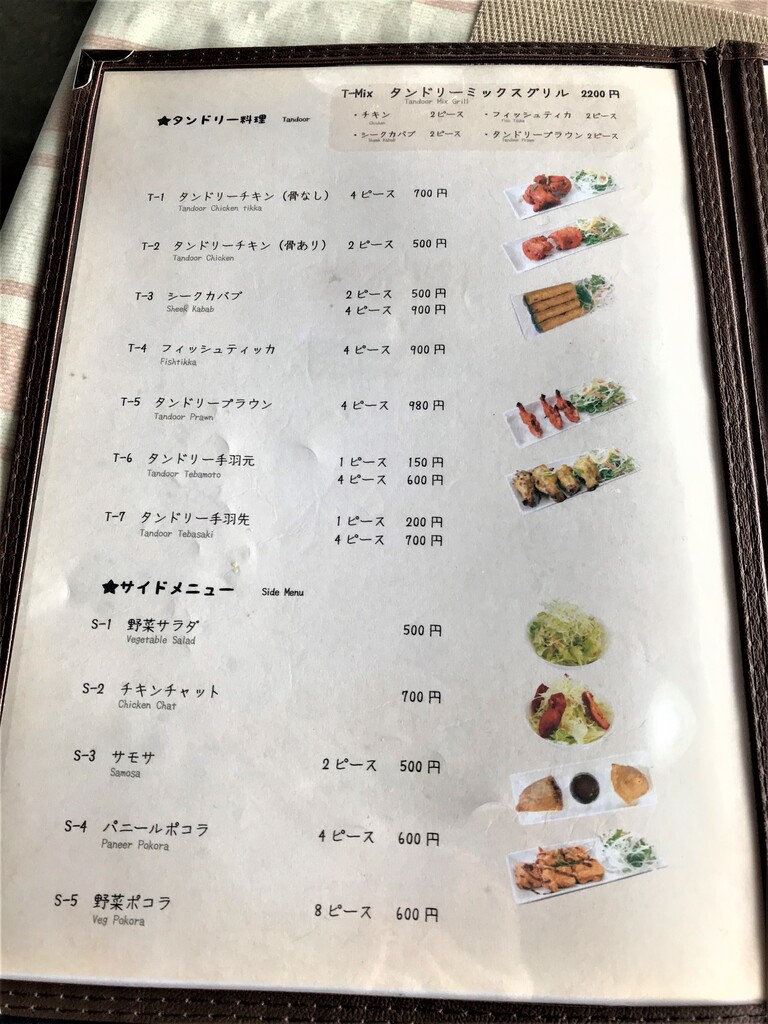 T-Mix タンドリーミックスグリル 2200円
Tandoor Mix Grill
・チキン 2ピース ・フィッシュティカ 2ピース
Chicken Fish Tikka
・シークカバブ 2ピース ・タンドリープラウン 2ピース
Sheek Kabab Tandoor Prawn
★タンドリー料理 Tandoor
T-1 タンドリーチキン（骨なし） 4ピース 700円
Tandoor Chicken tikka
T-2 タンドリーチキン（骨あり） 2ピース 500円
Tandoor Chicken
T-3 シークカバブ 2ピース 500円
Sheek Kabab 4ピース 900円
T-4 フィッシュティッカ 4ピース 900円
Fishtikka
T-5 タンドリープラウン 4ピース 980円
Tandoor Prawn
T-6 タンドリー手羽元 1ピース 150円
Tandoor Tebamoto 4ピース 600円
T-7 タンドリー手羽先 1ピース 200円
Tandoor Tebasaki 4ピース 700円
★サイドメニュー Side Menu
S-1 野菜サラダ 500円
Vegetable Salad
S-2 チキンチャット 700円
Chicken Chat
S-3 サモサ 2ピース 500円
Samosa
S-4 パニールポコラ 4ピース 600円
Paneer Pokora
S-5 野菜ポコラ 8ピース 600円
Veg Pokora